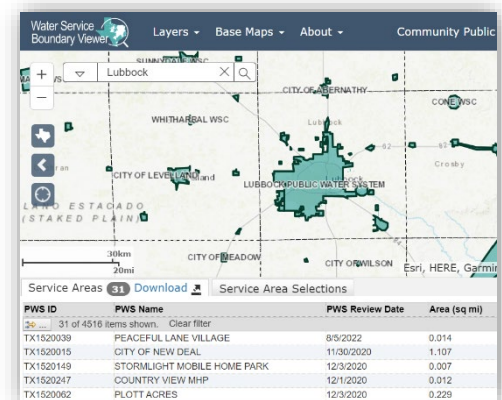 Water Service
Boundary Viewer
Layers
Base Maps
About
Community Public
SUNNYDALE WSC
Lubbock
CITY OF ABERNATHY
CONE WSC
WHITHARRAL WSC
Lubbock
82
Crosby
CITY OF LEVELLAND
LUBBOCK PUBLIC WATER SYSTEM
LLANO ESTACADO
(STAKED PLAIN)
84
30km
20mi
CITY OF MEADOW
CITY OF WILSON
Esri, HERE, Garmin
Service Areas 31 Download
Service Area Selections
PWS ID PWS Name PWS Review Date Area (sq mi)
... 31 of 4516 items shown. Clear filter
TX1520039 PEACEFUL LANE VILLAGE 8/5/2022 0.014
TX1520015 CITY OF NEW DEAL 11/30/2020 1.107
TX1520149 STORMLIGHT MOBILE HOME PARK 12/3/2020 0.007
TX1520247 COUNTRY VIEW MHP 12/1/2020 0.012
TX1520062 PLOTT ACRES 12/3/2020 0.229